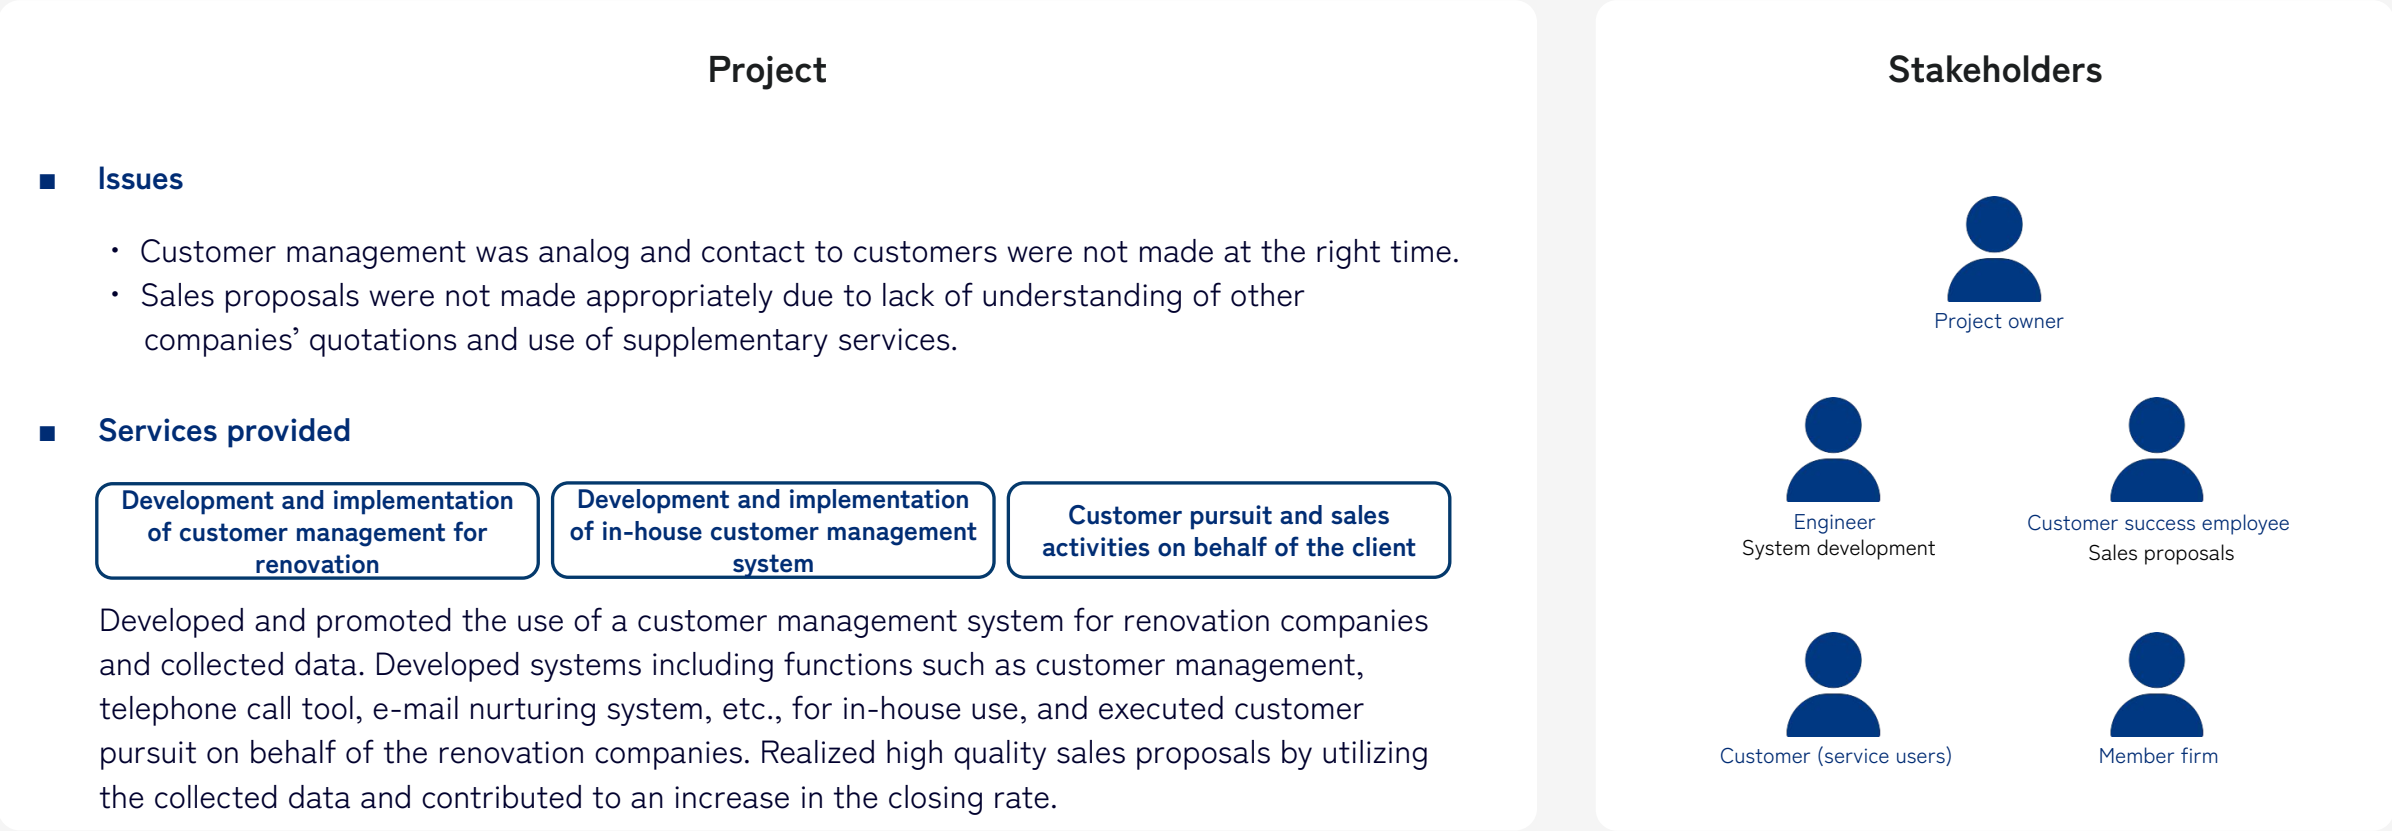 Project
■ Issues
・Customer management was analog and contact to customers were not made at the right time.
・Sales proposals were not made appropriately due to lack of understanding of other
companies’ quotations and use of supplementary services.
■ Services provided
Development and implementation
of customer management for
renovation
Development and implementation
of in-house customer management
system
Customer pursuit and sales
activities on behalf of the client
Developed and promoted the use of a customer management system for renovation companies
and collected data. Developed systems including functions such as customer management,
telephone call tool, e-mail nurturing system, etc., for in-house use, and executed customer
pursuit on behalf of the renovation companies. Realized high quality sales proposals by utilizing
the collected data and contributed to an increase in the closing rate.
Stakeholders
Project owner
Engineer
System development
Customer success employee
Sales proposals
Customer (service users)
Member firm